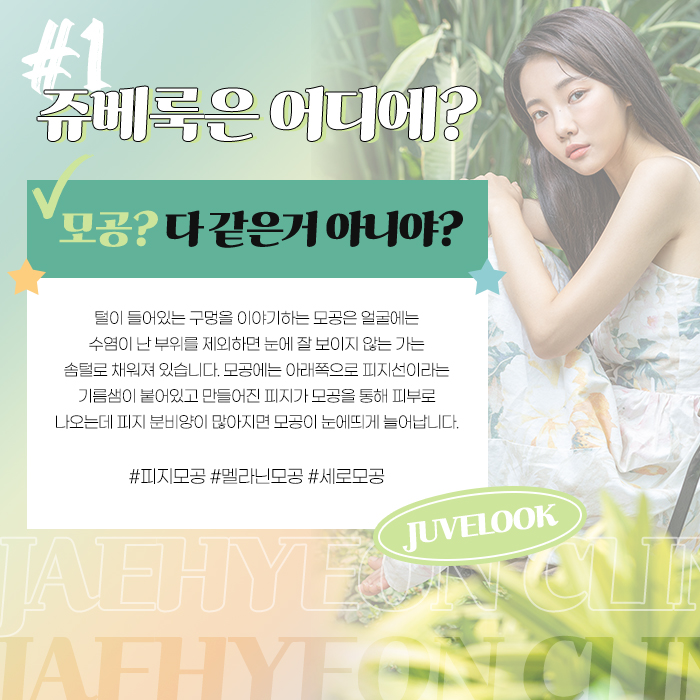 #1
쥬베룩은 어디에?
모공? 다 같은거 아니야?
털이 들어있는 구멍을 이야기하는 모공은 얼굴에는
수염이 난 부위를 제외하면 눈에 잘 보이지 않는 가는
솜털로 채워져 있습니다. 모공에는 아래쪽으로 피지선이라는
기름샘이 붙어있고 만들어진 피지가 모공을 통해 피부로
나오는데 피지 분비양이 많아지면 모공이 눈에띄게 늘어납니다.
#피지모공 #멜라닌모공 #세로모공
JUVELOOK
JAEHYEON CLIN
JAEHYEON CLIN